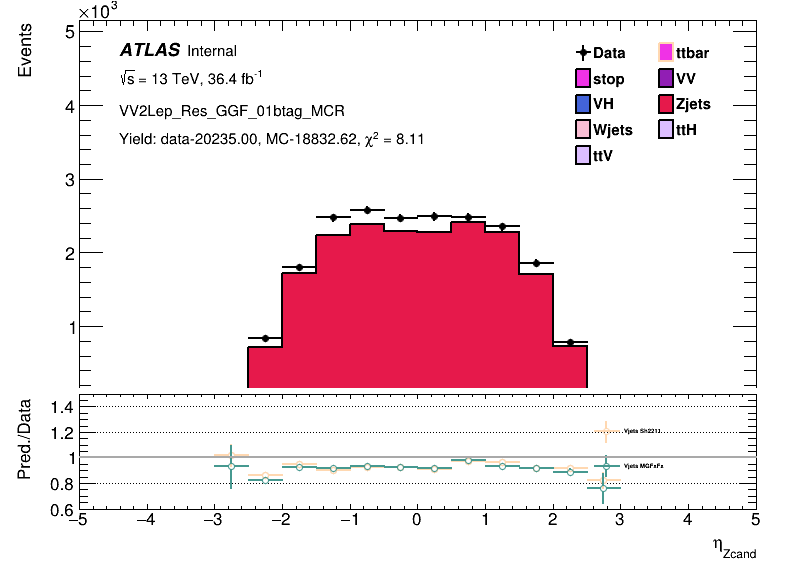 ×10³
5
4
3
2
1
Events
ATLAS Internal
√s = 13 TeV, 36.4 fb⁻¹
VV2Lep_Res_GGF_01btag_MCR
Yield: data-20235.00, MC-18832.62, χ² = 8.11
Data
ttbar
stop
VV
VH
Zjets
Wjets
ttH
ttV
Pred./Data
1.4
1.2
1
0.8
0.6
Vjets Sh2211
Vjets MGFxFx
−5 −4 −3 −2 −1 0 1 2 3 4 5
η_Zcand